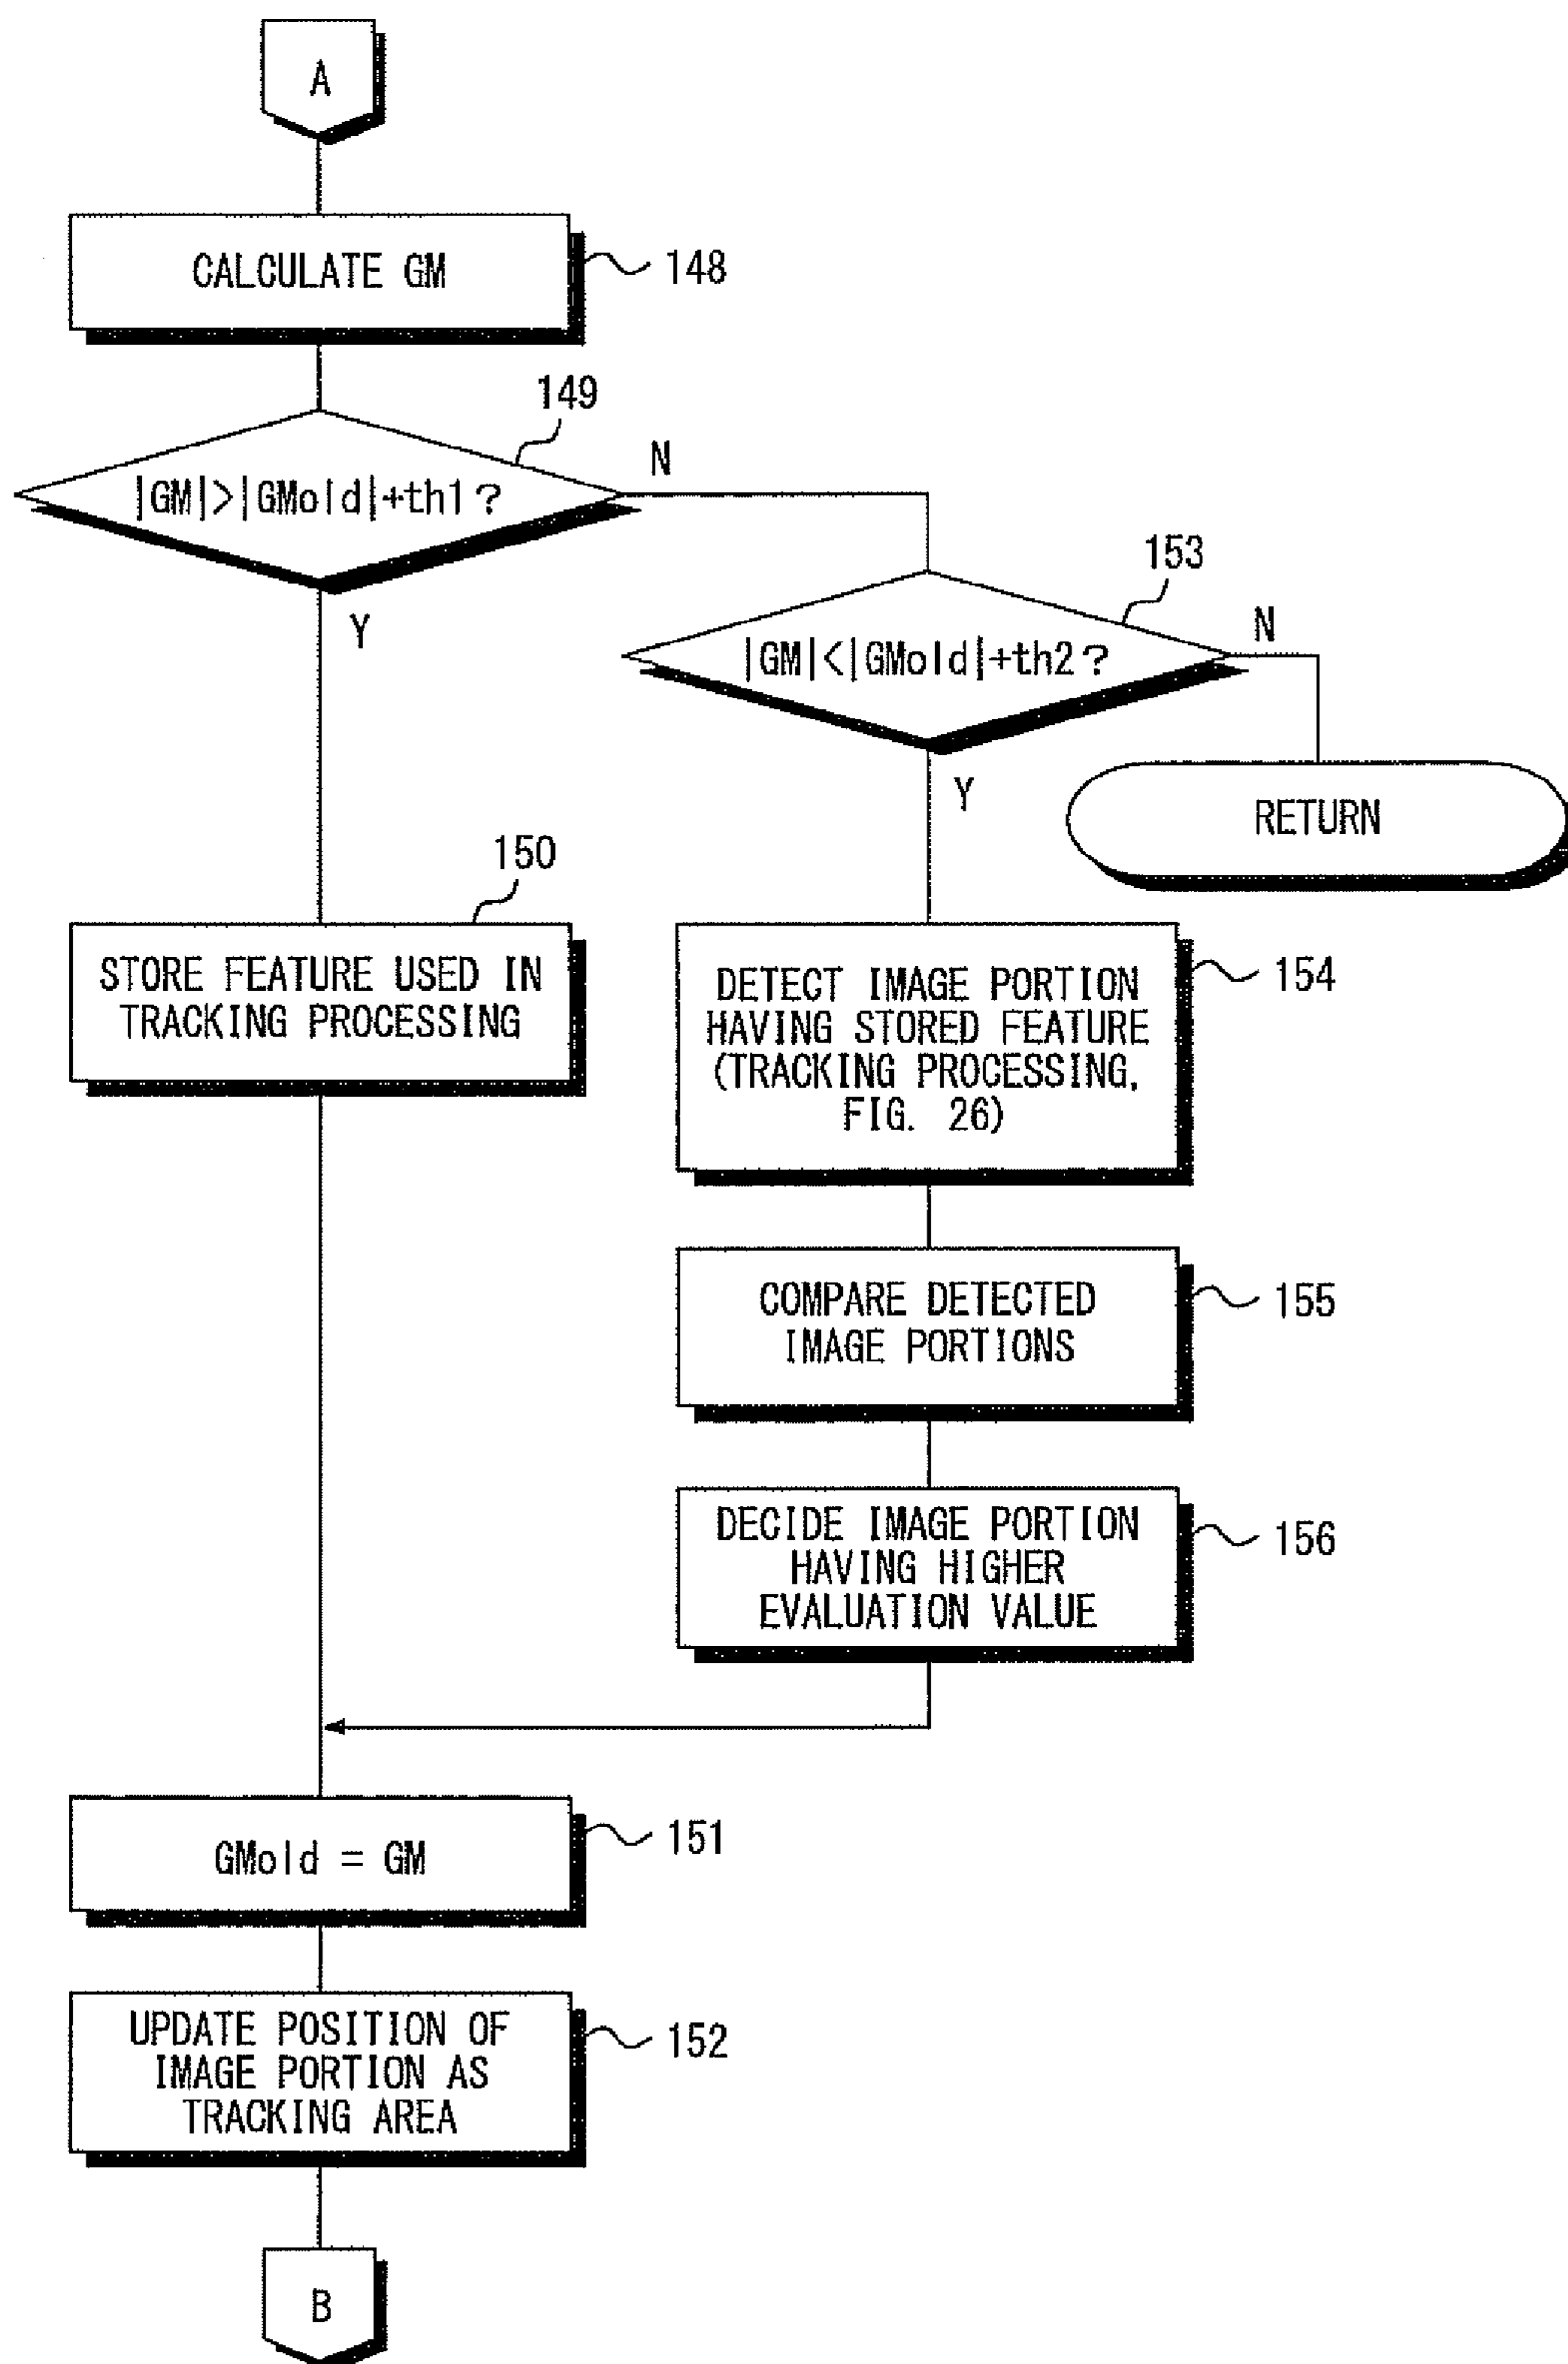 A
CALCULATE GM
148
149
|GM|>|GMold|+th1?
N
Y
153
|GM|<|GMold|+th2?
N
Y
RETURN
150
STORE FEATURE USED IN
TRACKING PROCESSING
DETECT IMAGE PORTION
HAVING STORED FEATURE
(TRACKING PROCESSING,
FIG. 26)
154
COMPARE DETECTED
IMAGE PORTIONS
155
DECIDE IMAGE PORTION
HAVING HIGHER
EVALUATION VALUE
156
GMold = GM
151
UPDATE POSITION OF
IMAGE PORTION AS
TRACKING AREA
152
B